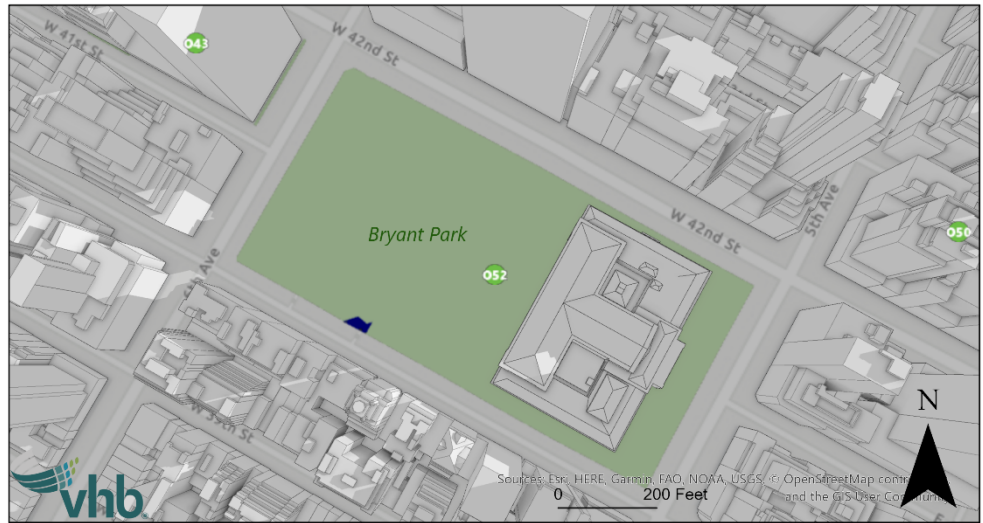 W 41st St
O43
W 42nd St
Bryant Park
W 42nd St
5th Ave
O50
O52
Ave
W 39th St
N
vhb
Sources: Esri, HERE, Garmin, FAO, NOAA, USGS, © OpenStreetMap
0 200 Feet
and the GIS User